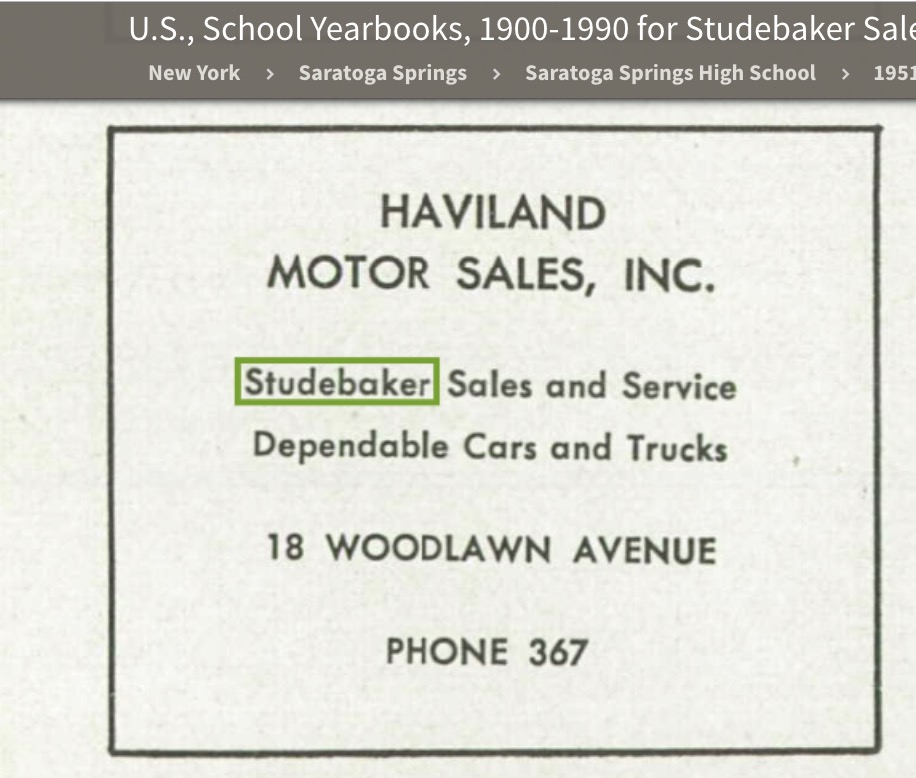 U.S., School Yearbooks, 1900-1990 for Studebaker Sale
New York > Saratoga Springs > Saratoga Springs High School > 1951
HAVILAND
MOTOR SALES, INC.
Studebaker Sales and Service
Dependable Cars and Trucks
18 WOODLAWN AVENUE
PHONE 367